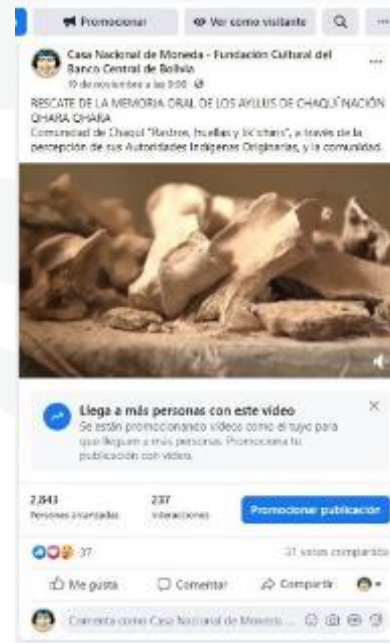 Promocionar
Ver como visitante
Casa Nacional de Moneda - Fundación Cultural del
Banco Central de Bolivia
19 de noviembre a las 9:00
RESCATE DE LA MEMORIA ORAL DE LOS AYLLUS DE CHAQUÍ NACIÓN
QHARA QHARA
Comunidad de Chaquí "Rastros, huellas y lik'ichiris", a través de la
percepción de sus Autoridades Indígenas Originarias, y la comunidad.
Llega a más personas con este video
Se están promocionando videos como el tuyo para
que lleguen a más personas. Promociona tu
publicación con video.
2,843
237
Personas alcanzadas
Interacciones
Promocionar publicación
37
31 veces compartida
Me gusta
Comentar
Compartir
Comenta como Casa Nacional de Moneda ...